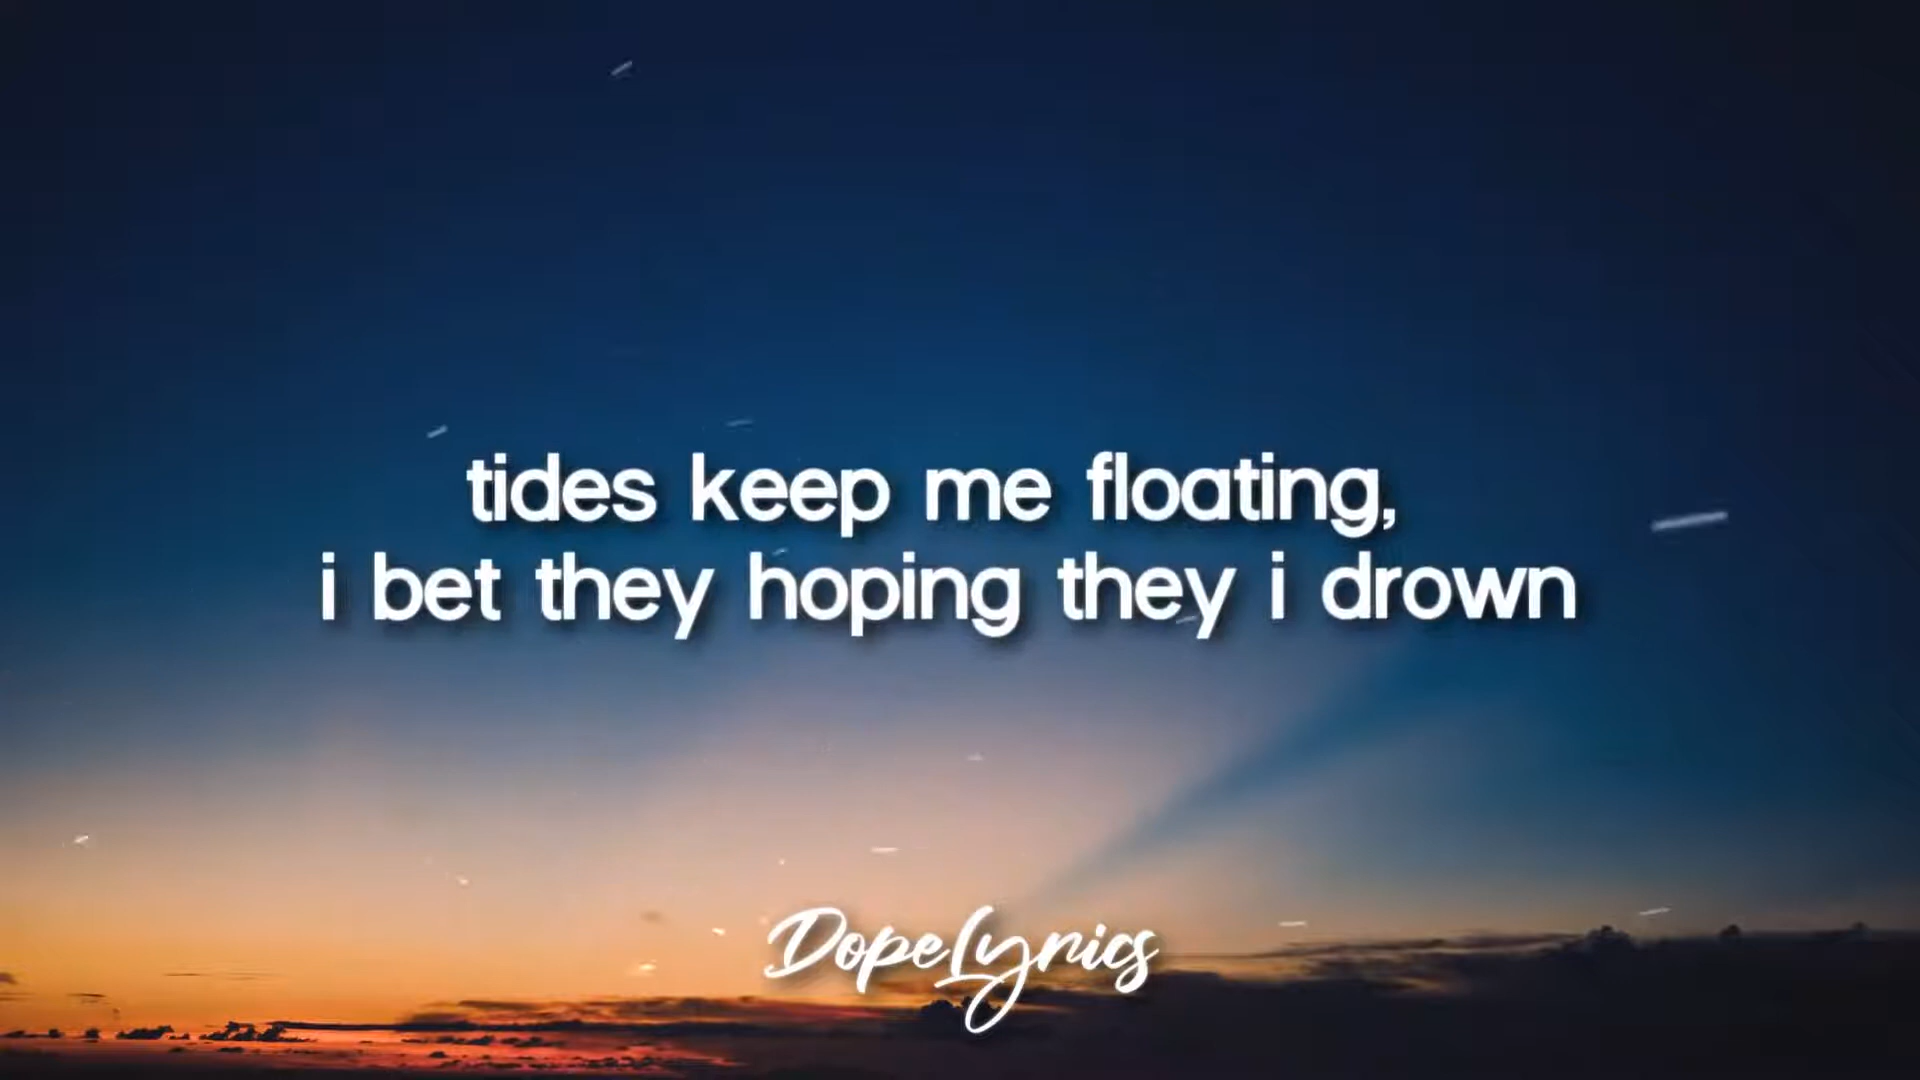 tides keep me floating,
i bet they hoping they i drown
DopeLyrics